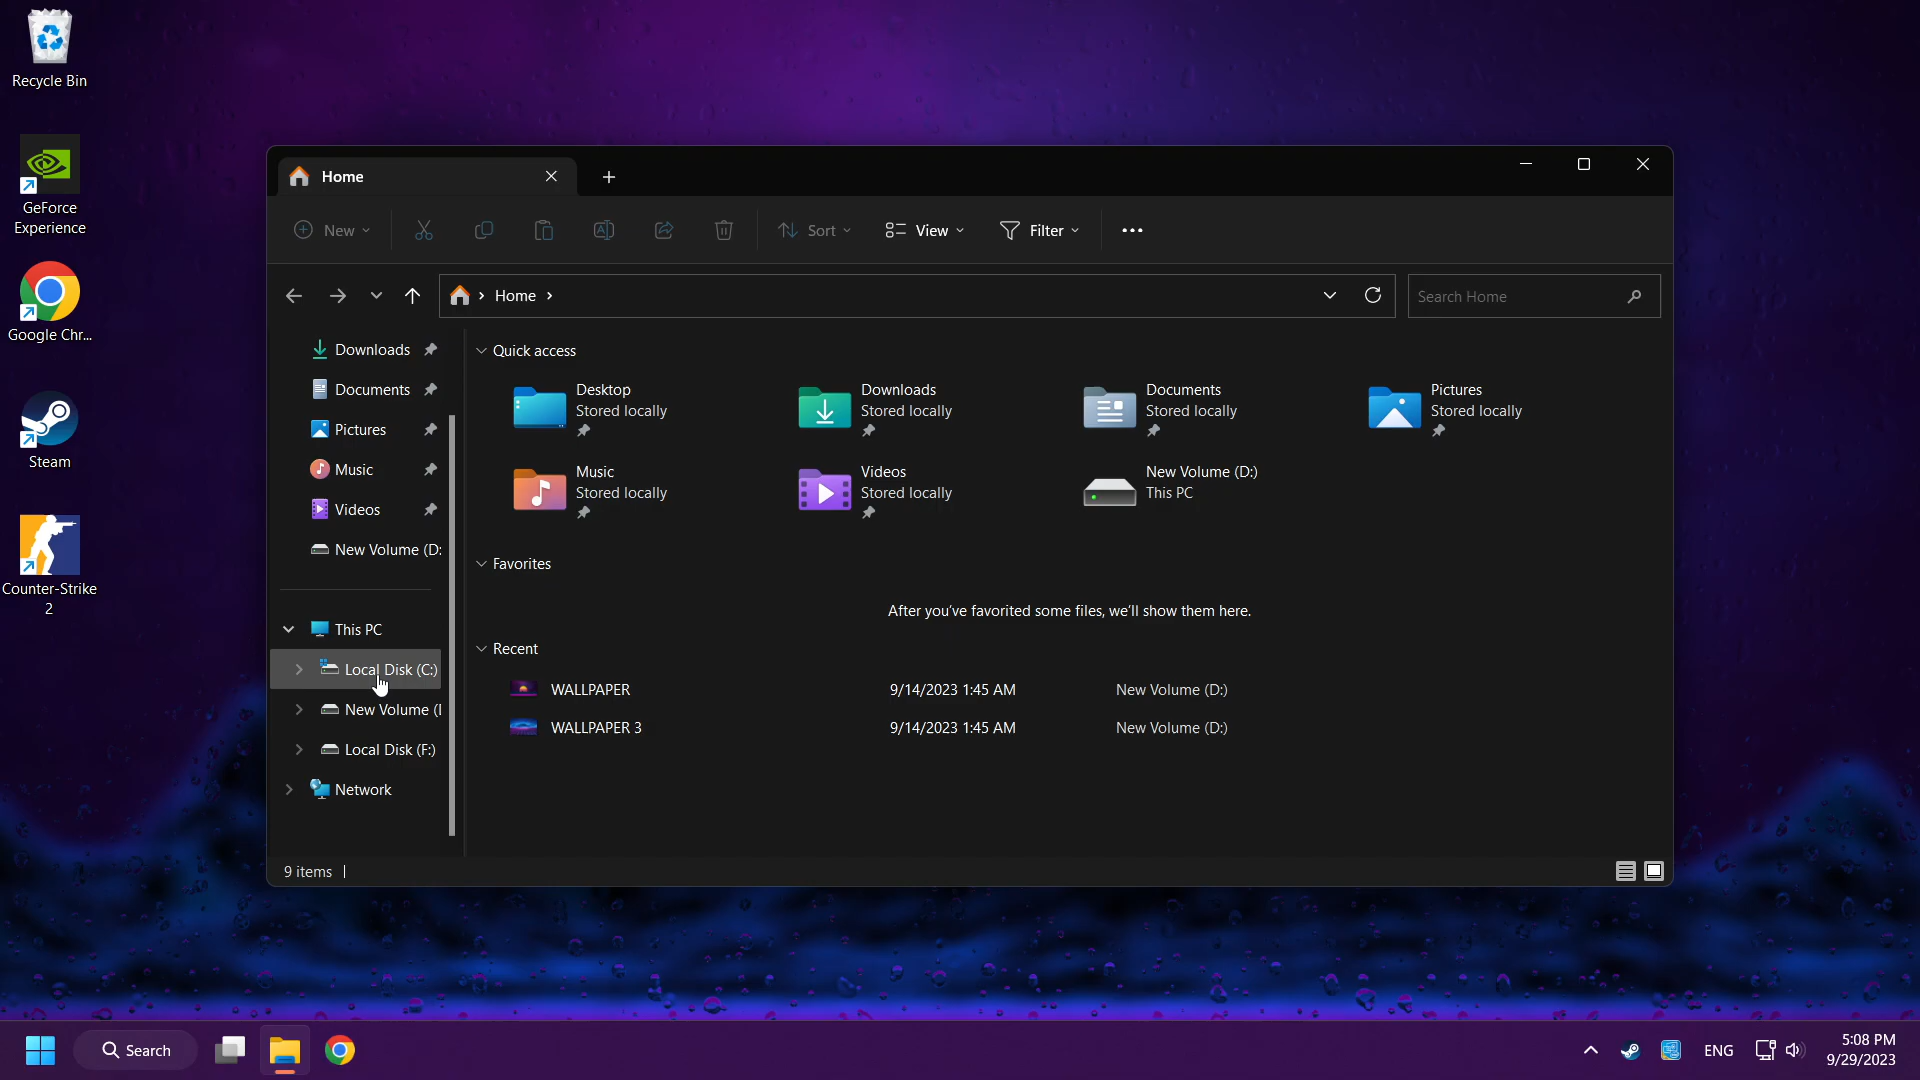 Recycle Bin
GeForce
Experience
Google Chr...
Steam
Counter-Strike
2
Home
New
Sort
View
Filter
Home
Search Home
Downloads
Documents
Pictures
Music
Videos
New Volume (D:
This PC
Local Disk (C:)
New Volume (
Local Disk (F:)
Network
Quick access
Desktop
Stored locally
Downloads
Stored locally
Documents
Stored locally
Pictures
Stored locally
Music
Stored locally
Videos
Stored locally
New Volume (D:)
This PC
Favorites
After you've favorited some files, we'll show them here.
Recent
WALLPAPER 9/14/2023 1:45 AM New Volume (D:)
WALLPAPER 3 9/14/2023 1:45 AM New Volume (D:)
9 items
Search
ENG
5:08 PM
9/29/2023